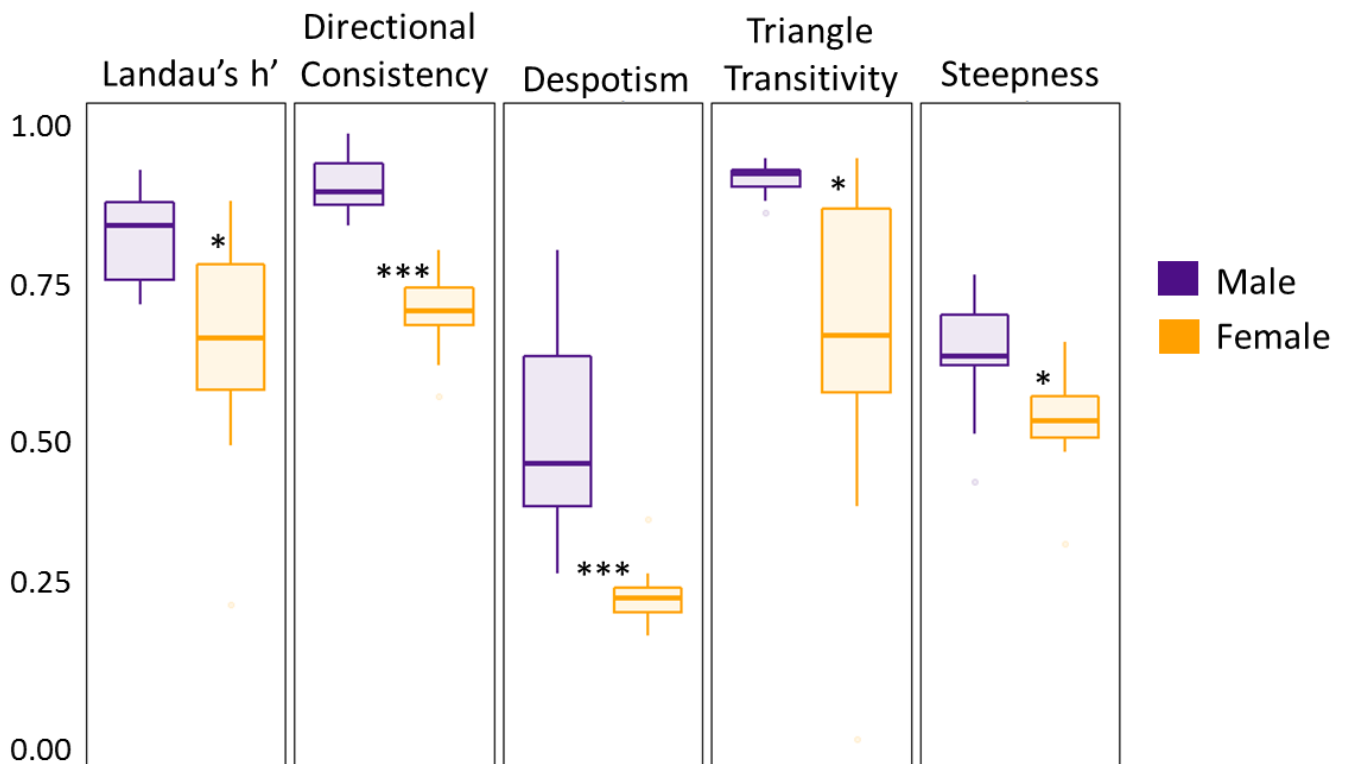 Landau’s h’
Directional
Consistency
Despotism
Triangle
Transitivity
Steepness
1.00
0.75
0.50
0.25
0.00
*
***
***
*
*
Male
Female